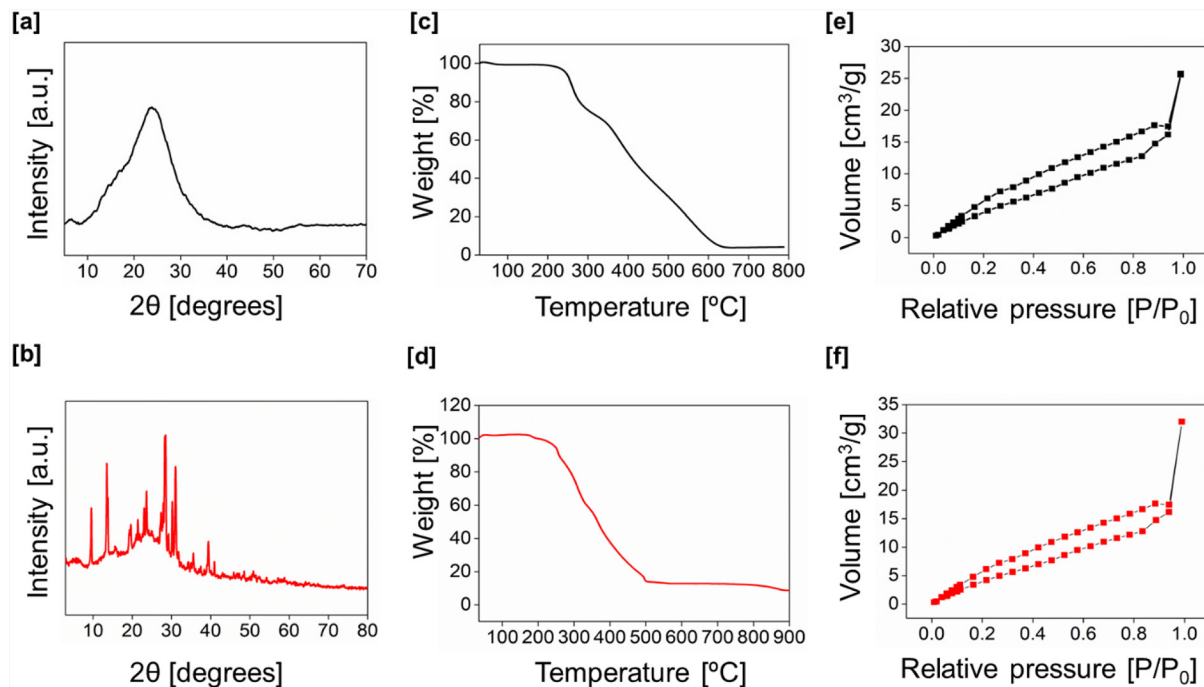 [a]
Intensity [a.u.]
10 20 30 40 50 60 70
2θ [degrees]
[c]
Weight [%]
100
80
60
40
20
0
100 200 300 400 500 600 700 800
Temperature [ºC]
[e]
Volume [cm³/g]
30
25
20
15
10
5
0
0.0 0.2 0.4 0.6 0.8 1.0
Relative pressure [P/P₀]
[b]
Intensity [a.u.]
10 20 30 40 50 60 70 80
2θ [degrees]
[d]
Weight [%]
120
100
80
60
40
20
0
100 200 300 400 500 600 700 800 900
Temperature [ºC]
[f]
Volume [cm³/g]
35
30
25
20
15
10
5
0
0.0 0.2 0.4 0.6 0.8 1.0
Relative pressure [P/P₀]